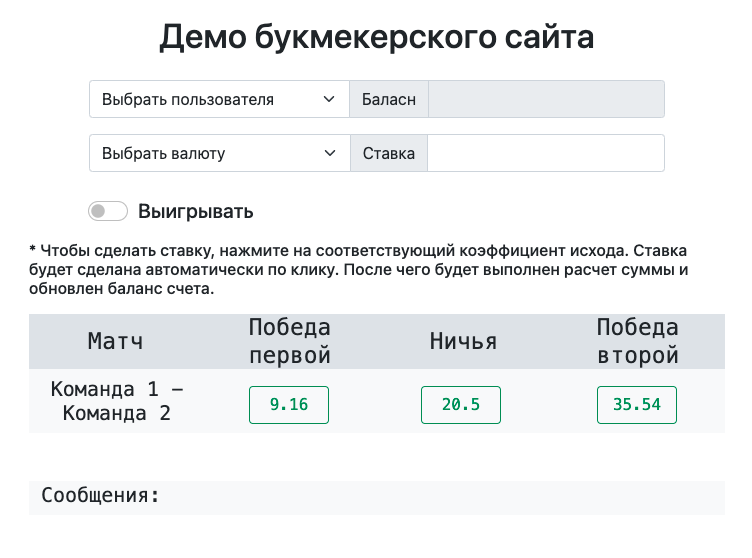 Демо букмекерского сайта
Выбрать пользователя Баласн
Выбрать валюту Ставка
Выигрывать
* Чтобы сделать ставку, нажмите на соответствующий коэффициент исхода. Ставка
будет сделана автоматически по клику. После чего будет выполнен расчет суммы и
обновлен баланс счета.
Матч Победа первой Ничья Победа второй
Команда 1 – Команда 2 9.16 20.5 35.54
Сообщения: